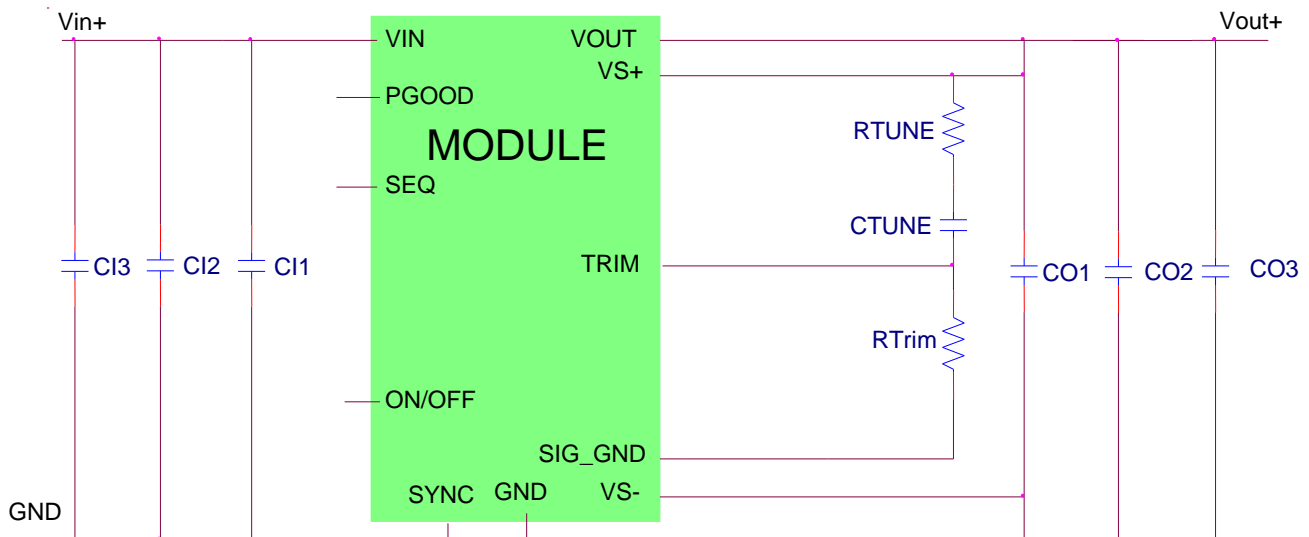 Vin+
Vout+
VIN
VOUT
VS+
PGOOD
RTUNE
MODULE
SEQ
CTUNE
TRIM
CI3
CI2
CI1
CO1
CO2
CO3
RTrim
ON/OFF
SIG_GND
SYNC
GND
VS-
GND